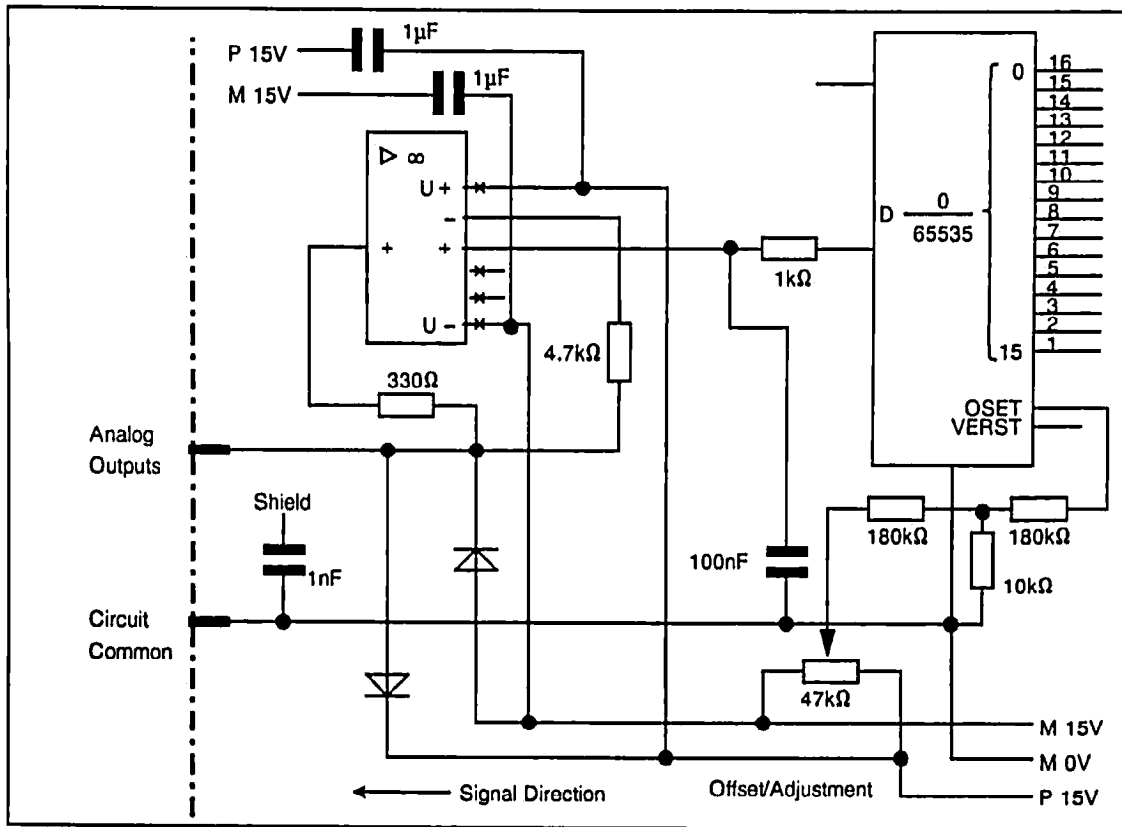 P 15V
1µF
M 15V
1µF
▷ ∞
U +
−
+
+
U −
330Ω
4.7kΩ
1kΩ
D 0/65535
0
15
16
15
14
13
12
11
10
9
8
7
6
5
4
3
2
1
OSET
VERST
Analog
Outputs
Shield
1nF
Circuit
Common
100nF
180kΩ
180kΩ
10kΩ
47kΩ
M 15V
M 0V
P 15V
Signal Direction
Offset/Adjustment